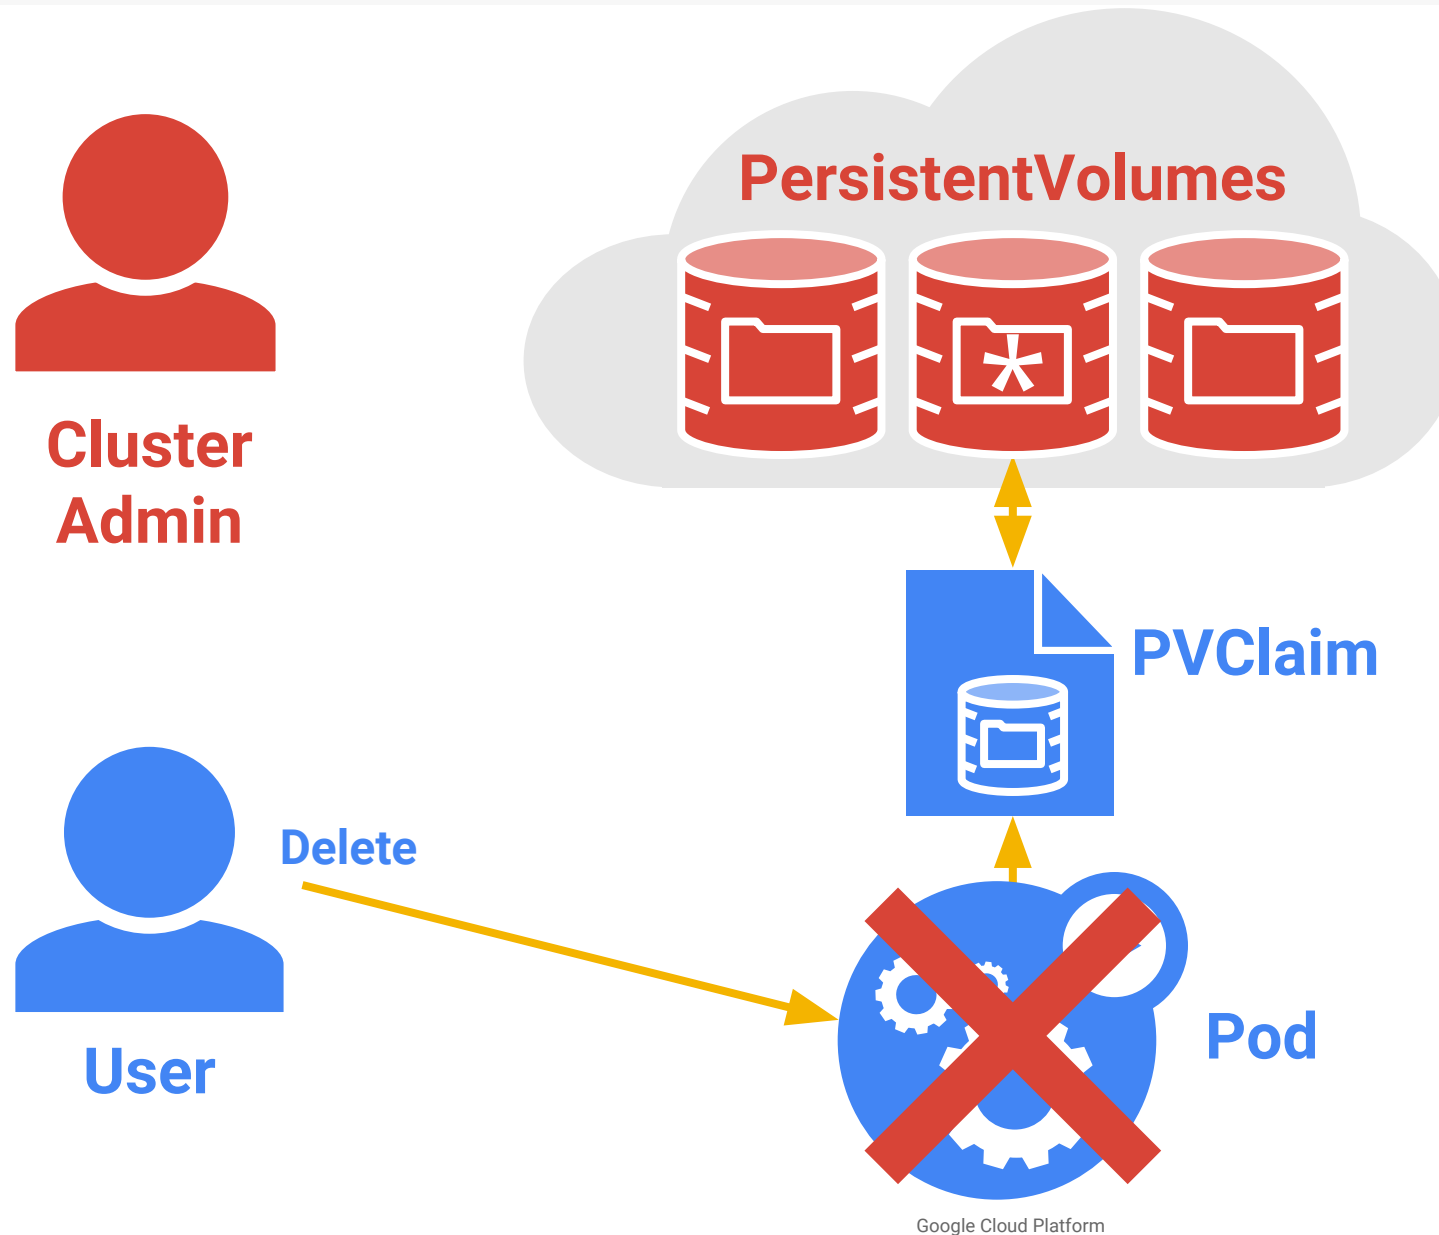 PersistentVolumes
*
Cluster
Admin
PVClaim
Delete
Pod
User
Google Cloud Platform